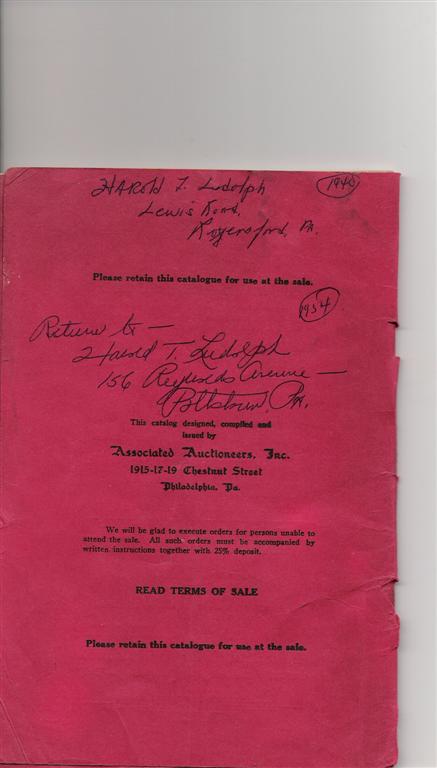 Harold T. Ludolph
1940
Lewis Road,
Royersford, Pa.
Please retain this catalogue for use at the sale.
1954
Return to —
Harold T. Ludolph
156 Reynolds Avenue —
Pottstown, Pa.
This catalog designed, compiled and
issued by
Associated Auctioneers, Inc.
1915-17-19 Chestnut Street
Philadelphia, Pa.
We will be glad to execute orders for persons unable to
attend the sale. All such orders must be accompanied by
written instructions together with 25% deposit.
READ TERMS OF SALE
Please retain this catalogue for use at the sale.